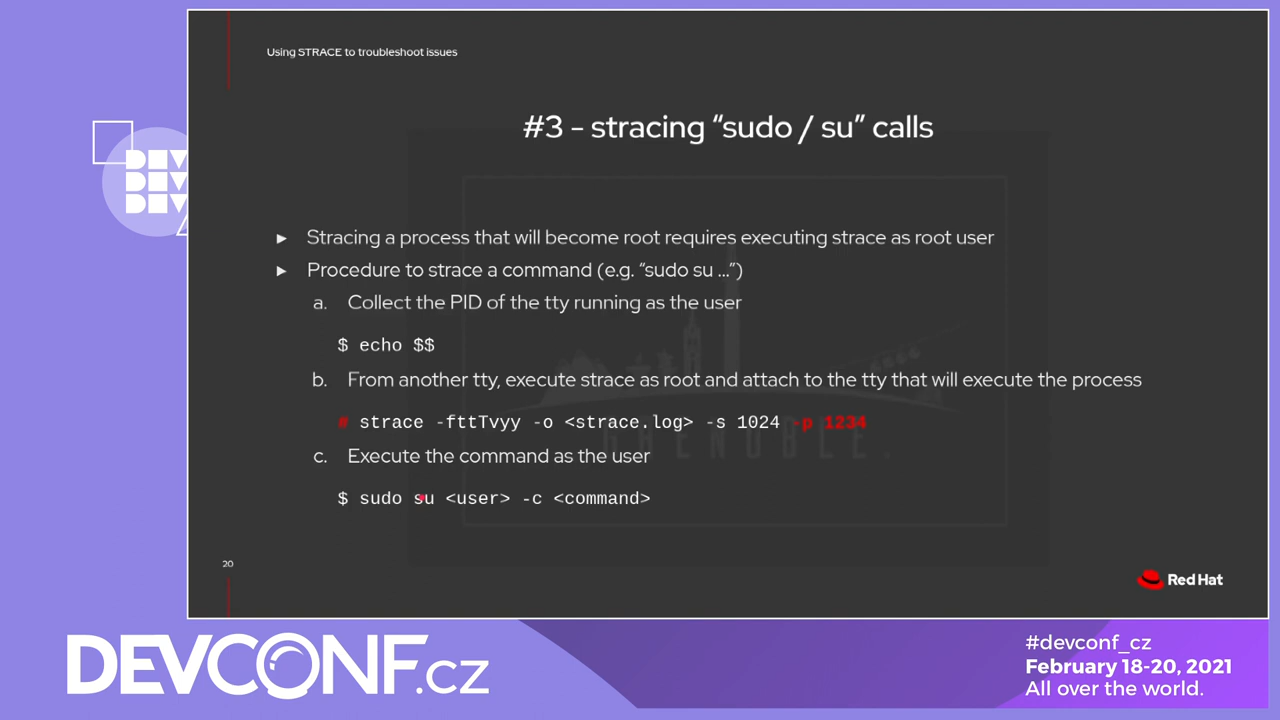 Using STRACE to troubleshoot issues
#3 - stracing “sudo / su” calls
► Stracing a process that will become root requires executing strace as root user
► Procedure to strace a command (e.g. “sudo su ...”)
a. Collect the PID of the tty running as the user
$ echo $$
b. From another tty, execute strace as root and attach to the tty that will execute the process
# strace -fttTvyy -o <strace.log> -s 1024 -p 1234
c. Execute the command as the user
$ sudo su <user> -c <command>
GRENOBLE.
20
Red Hat
DEV
DEV
DEV
DEVCONF.cz
#devconf_cz
February 18-20, 2021
All over the world.